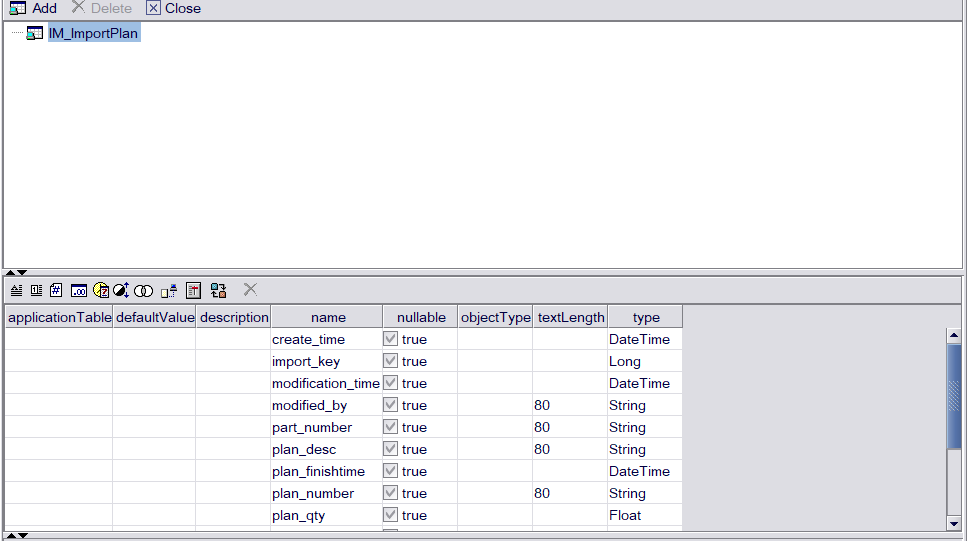 Add Delete Close
IM_ImportPlan
applicationTable defaultValue description name nullable objectType textLength type
create_time true DateTime
import_key true Long
modification_time true DateTime
modified_by true 80 String
part_number true 80 String
plan_desc true 80 String
plan_finishtime true DateTime
plan_number true 80 String
plan_qty true Float